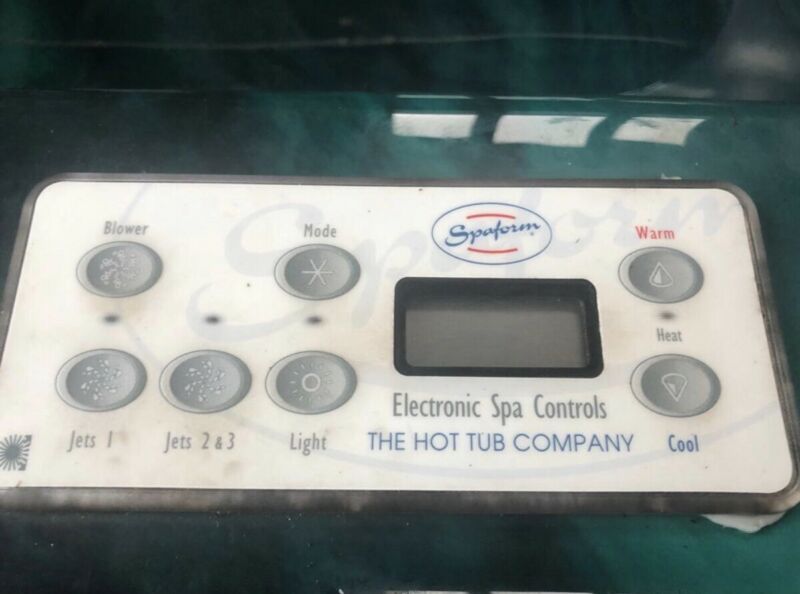 Blower
Mode
Spaform
Warm
Heat
Jets 1
Jets 2 & 3
Light
Electronic Spa Controls
THE HOT TUB COMPANY
Cool
Spaform